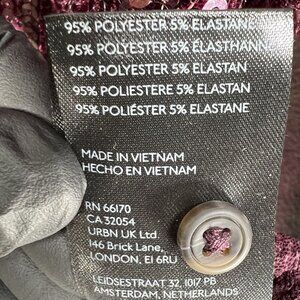 95% POLYESTER 5% ELASTANE
95% POLYESTER 5% ÉLASTHANNE
95% POLYESTER 5% ELASTAN
95% POLIESTERE 5% ELASTAN
95% POLIÉSTER 5% ELASTANE
MADE IN VIETNAM
HECHO EN VIETNAM
RN 66170
CA 32054
URBN UK Ltd.
146 Brick Lane,
LONDON, E1 6RU
LEIDSESTRAAT 32, 1017 PB
AMSTERDAM, NETHERLANDS